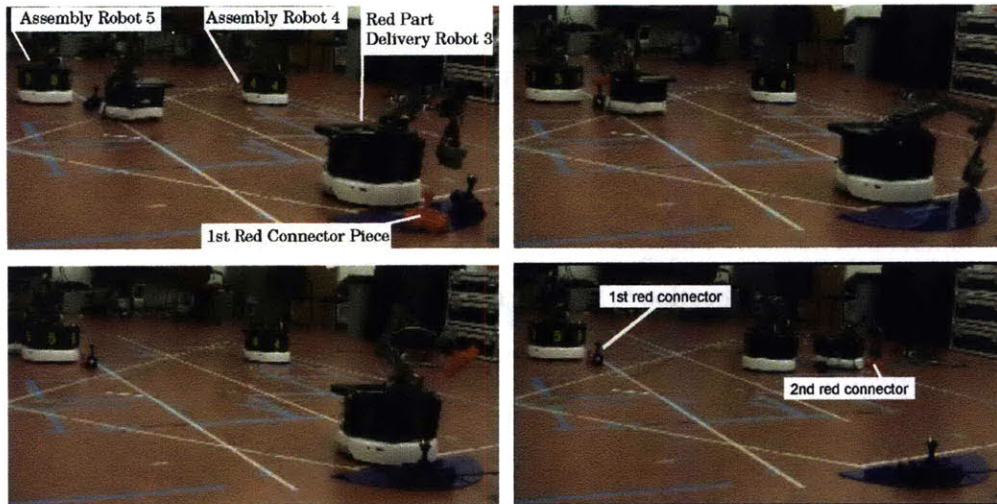 Assembly Robot 5
Assembly Robot 4
Red Part
Delivery Robot 3
1st Red Connector Piece
1st red connector
2nd red connector